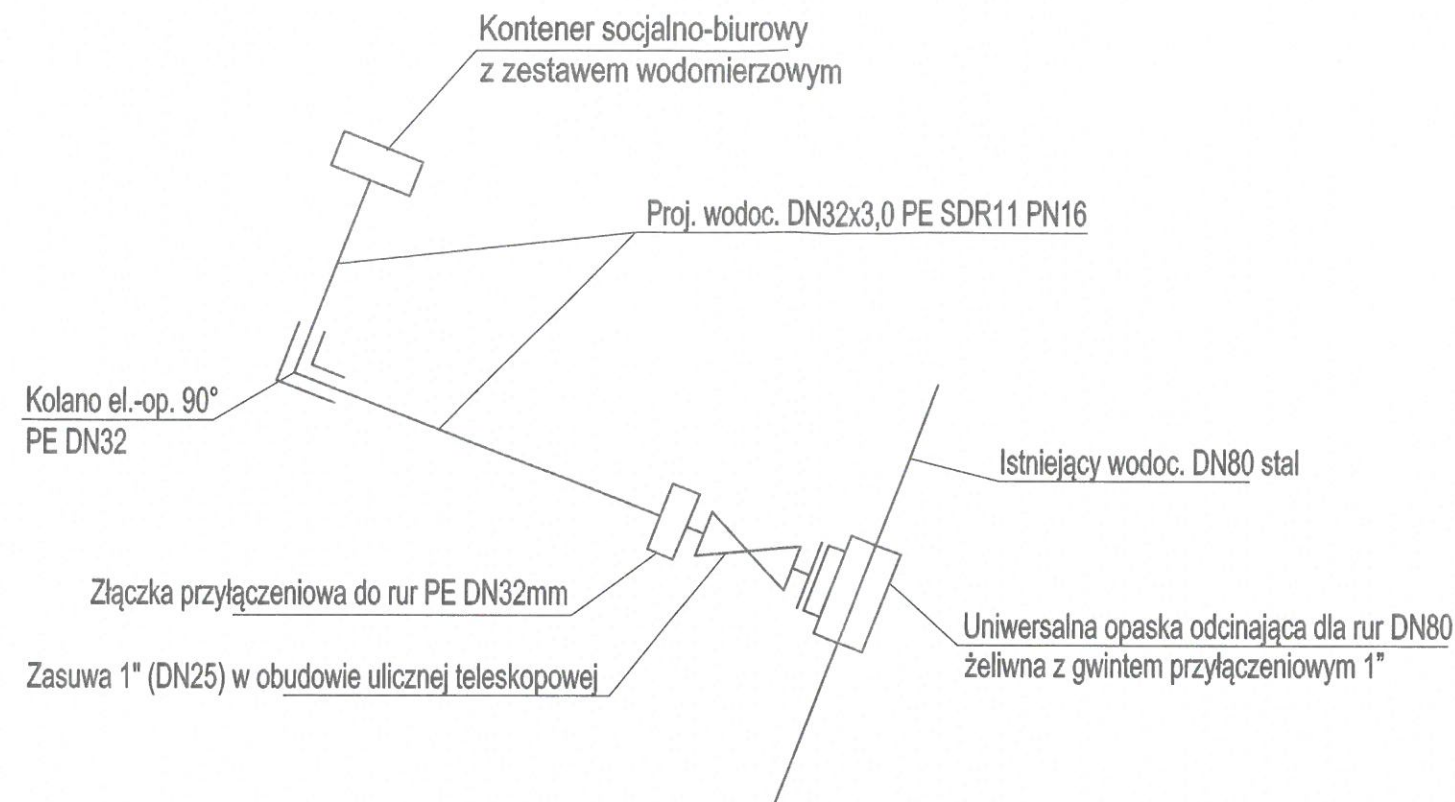 Kontener socjalno-biurowy
z zestawem wodomierzowym
Proj. wodoc. DN32x3,0 PE SDR11 PN16
Kolano el.-op. 90°
PE DN32
Istniejący wodoc. DN80 stal
Złączka przyłączeniowa do rur PE DN32mm
Uniwersalna opaska odcinająca dla rur DN80
żeliwna z gwintem przyłączeniowym 1"
Zasuwa 1" (DN25) w obudowie ulicznej teleskopowej